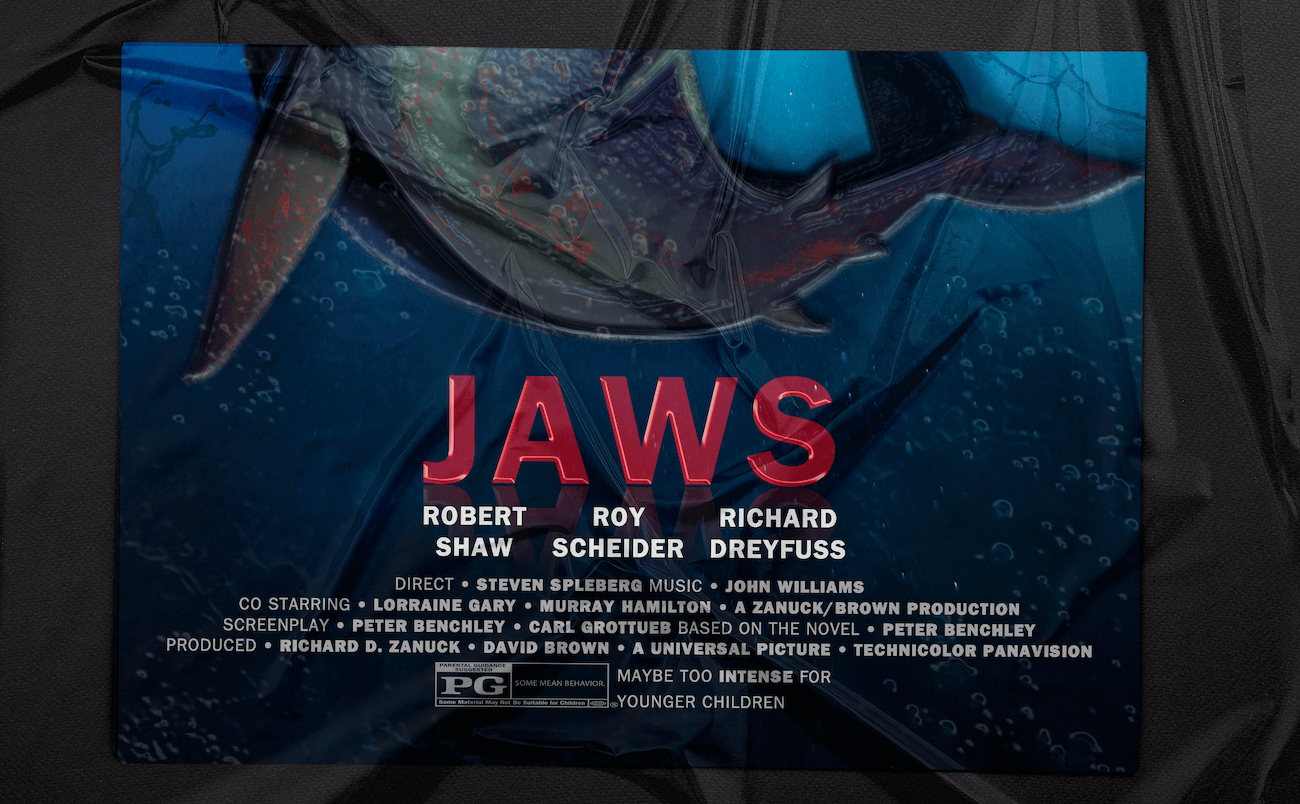 JAWS
ROBERT ROY RICHARD
SHAW SCHEIDER DREYFUSS
DIRECT • STEVEN SPLEBERG MUSIC • JOHN WILLIAMS
CO STARRING • LORRAINE GARY • MURRAY HAMILTON • A ZANUCK/BROWN PRODUCTION
SCREENPLAY • PETER BENCHLEY • CARL GROTTUEB BASED ON THE NOVEL • PETER BENCHLEY
PRODUCED • RICHARD D. ZANUCK • DAVID BROWN • A UNIVERSAL PICTURE • TECHNICOLOR PANAVISION
PARENTAL GUIDANCE SUGGESTED
PG SOME MEAN BEHAVIOR.
Some Material May Not Be Suitable for Children
MAYBE TOO INTENSE FOR
YOUNGER CHILDREN